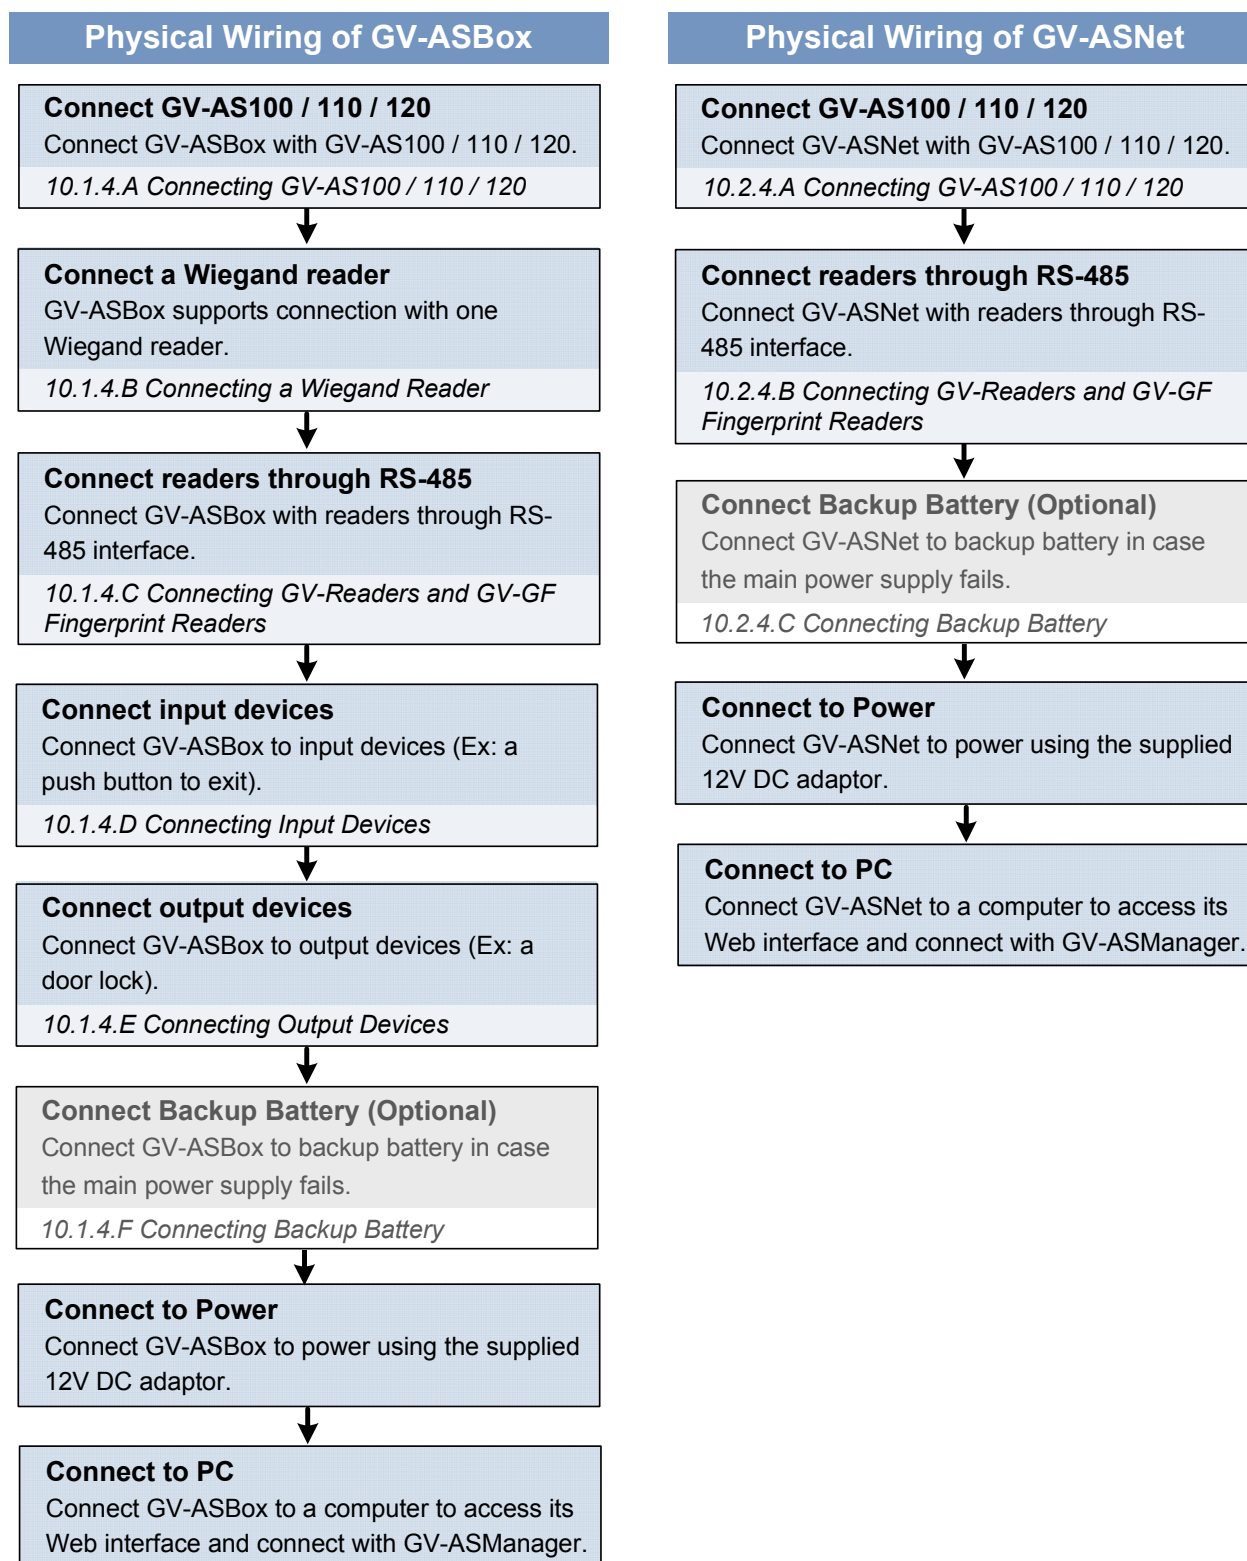 Physical Wiring of GV-ASBox
Connect GV-AS100 / 110 / 120
Connect GV-ASBox with GV-AS100 / 110 / 120.
10.1.4.A Connecting GV-AS100 / 110 / 120
Connect a Wiegand reader
GV-ASBox supports connection with one
Wiegand reader.
10.1.4.B Connecting a Wiegand Reader
Connect readers through RS-485
Connect GV-ASBox with readers through RS-
485 interface.
10.1.4.C Connecting GV-Readers and GV-GF
Fingerprint Readers
Connect input devices
Connect GV-ASBox to input devices (Ex: a
push button to exit).
10.1.4.D Connecting Input Devices
Connect output devices
Connect GV-ASBox to output devices (Ex: a
door lock).
10.1.4.E Connecting Output Devices
Connect Backup Battery (Optional)
Connect GV-ASBox to backup battery in case
the main power supply fails.
10.1.4.F Connecting Backup Battery
Connect to Power
Connect GV-ASBox to power using the supplied
12V DC adaptor.
Connect to PC
Connect GV-ASBox to a computer to access its
Web interface and connect with GV-ASManager.
Physical Wiring of GV-ASNet
Connect GV-AS100 / 110 / 120
Connect GV-ASNet with GV-AS100 / 110 / 120.
10.2.4.A Connecting GV-AS100 / 110 / 120
Connect readers through RS-485
Connect GV-ASNet with readers through RS-
485 interface.
10.2.4.B Connecting GV-Readers and GV-GF
Fingerprint Readers
Connect Backup Battery (Optional)
Connect GV-ASNet to backup battery in case
the main power supply fails.
10.2.4.C Connecting Backup Battery
Connect to Power
Connect GV-ASNet to power using the supplied
12V DC adaptor.
Connect to PC
Connect GV-ASNet to a computer to access its
Web interface and connect with GV-ASManager.